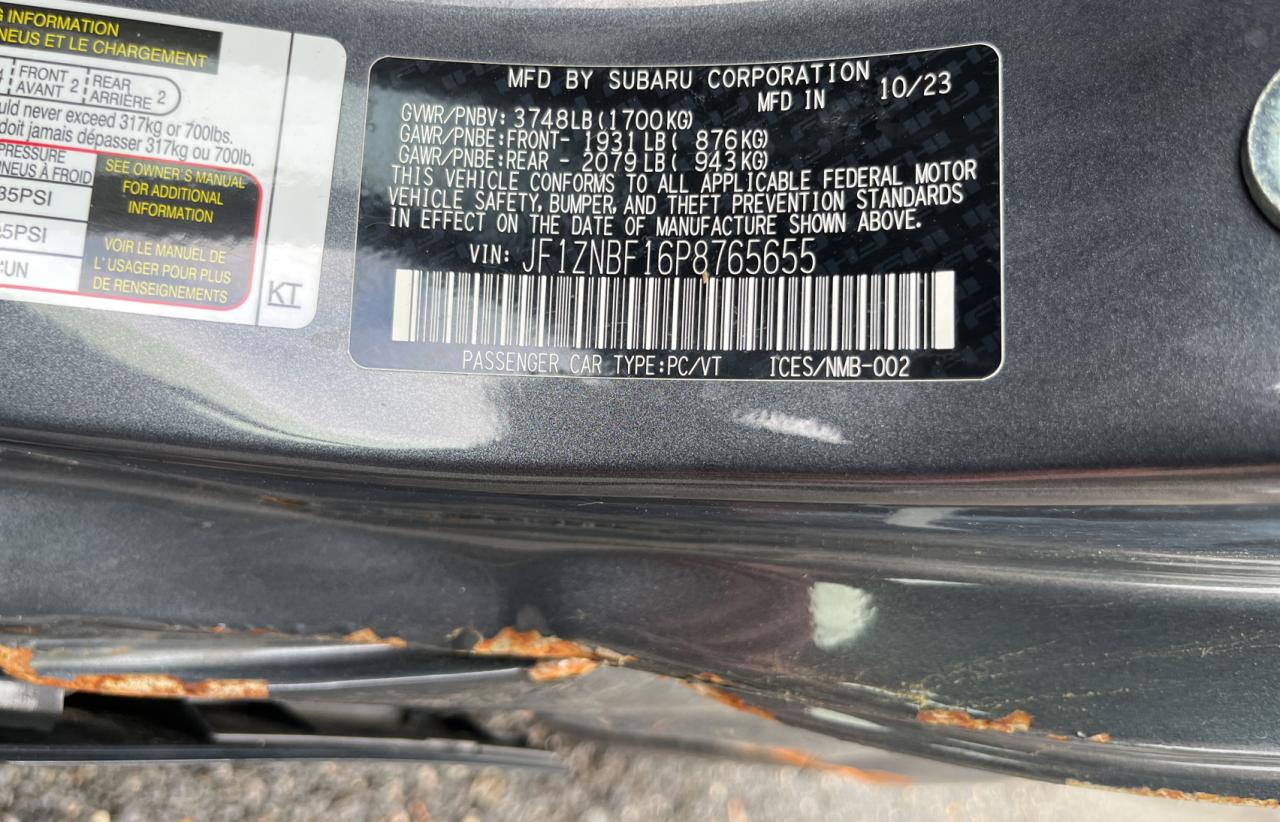 G INFORMATION
NEUS ET LE CHARGEMENT
FRONT AVANT 2 REAR ARRIÈRE 2
uld never exceed 317kg or 700lbs.
doit jamais dépasser 317kg ou 700lb.
PRESSURE
NEUS À FROID
35PSI
5PSI
UN
SEE OWNER'S MANUAL
FOR ADDITIONAL
INFORMATION
VOIR LE MANUEL DE
L'USAGER POUR PLUS
DE RENSEIGNEMENTS
KT
MFD BY SUBARU CORPORATION
MFD IN 10/23
GVWR/PNBV: 3748LB(1700KG)
GAWR/PNBE:FRONT- 1931LB( 876KG)
GAWR/PNBE:REAR - 2079LB( 943KG)
THIS VEHICLE CONFORMS TO ALL APPLICABLE FEDERAL MOTOR
VEHICLE SAFETY, BUMPER, AND THEFT PREVENTION STANDARDS
IN EFFECT ON THE DATE OF MANUFACTURE SHOWN ABOVE.
VIN: JF1ZNBF16P8765655
PASSENGER CAR TYPE:PC/VT ICES/NMB-002